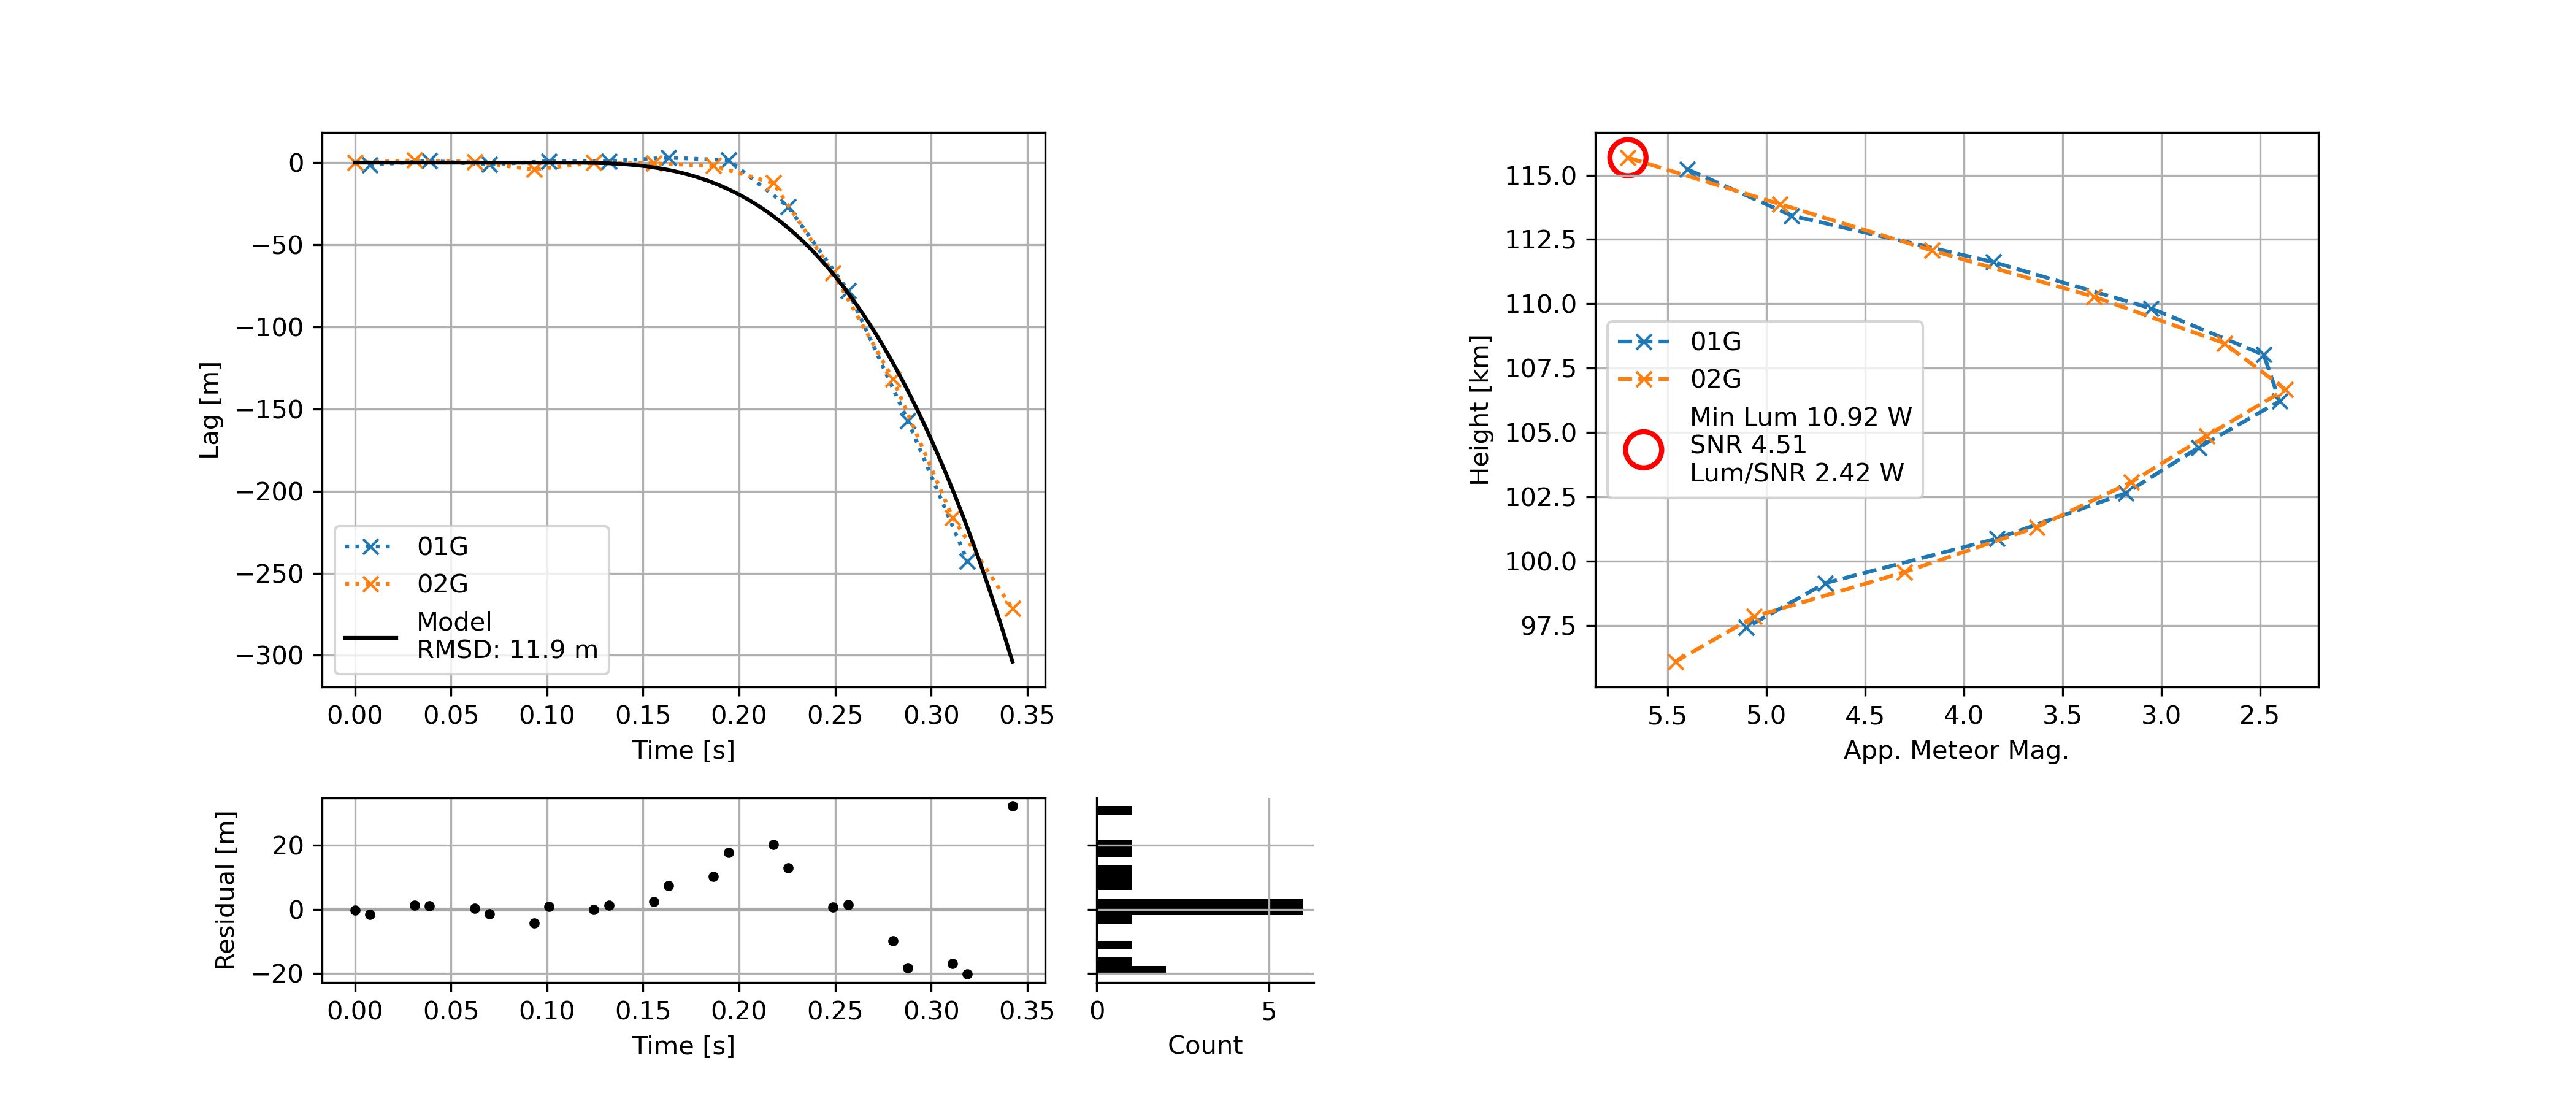 0
−50
−100
−150
−200
−250
−300
Lag [m]
01G
02G
Model
RMSD: 11.9 m
0.00 0.05 0.10 0.15 0.20 0.25 0.30 0.35
Time [s]
115.0
112.5
110.0
107.5
105.0
102.5
100.0
97.5
Height [km]
01G
02G
Min Lum 10.92 W
SNR 4.51
Lum/SNR 2.42 W
5.5 5.0 4.5 4.0 3.5 3.0 2.5
App. Meteor Mag.
20
0
−20
Residual [m]
0.00 0.05 0.10 0.15 0.20 0.25 0.30 0.35
Time [s]
0 5
Count